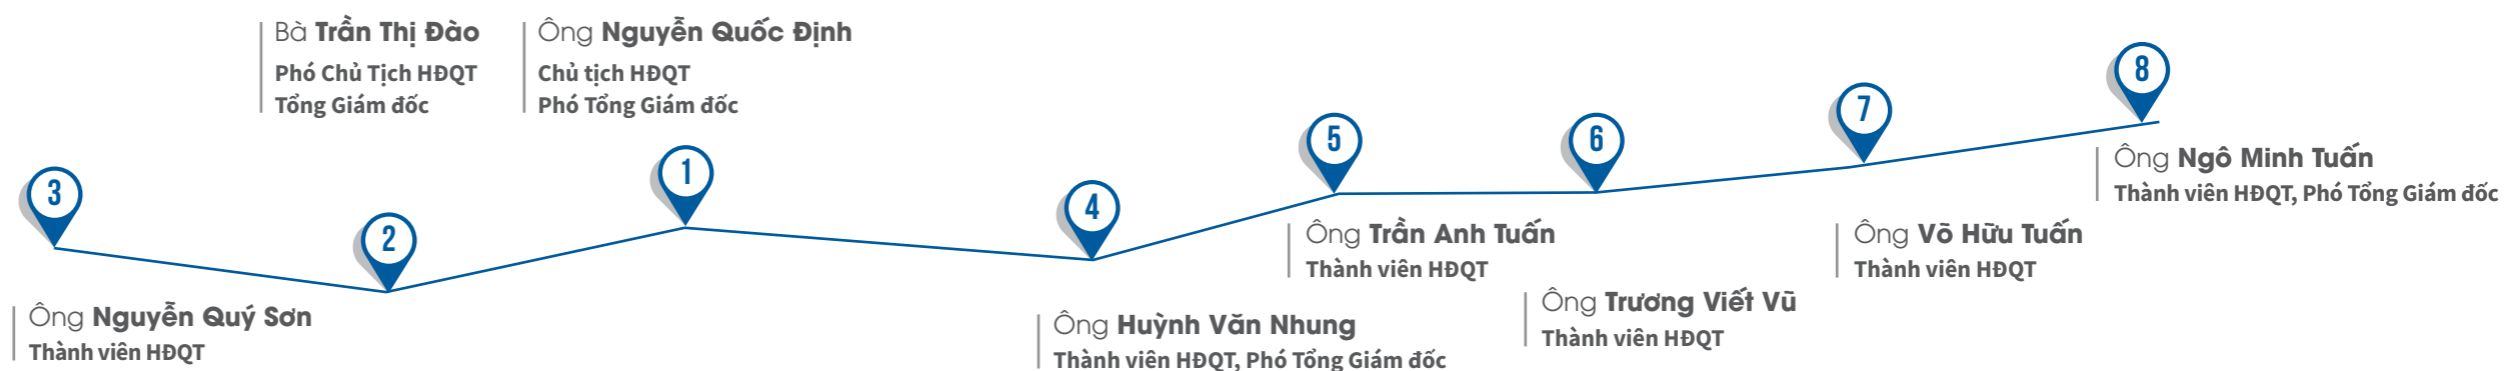 Bà Trần Thị Đào
Phó Chủ Tịch HĐQT
Tổng Giám đốc
Ông Nguyễn Quốc Định
Chủ tịch HĐQT
Phó Tổng Giám đốc
3
2
1
4
5
6
7
8
Ông Nguyễn Quý Sơn
Thành viên HĐQT
Ông Huỳnh Văn Nhung
Thành viên HĐQT, Phó Tổng Giám đốc
Ông Trần Anh Tuấn
Thành viên HĐQT
Ông Trương Viết Vũ
Thành viên HĐQT
Ông Võ Hữu Tuấn
Thành viên HĐQT
Ông Ngô Minh Tuấn
Thành viên HĐQT, Phó Tổng Giám đốc